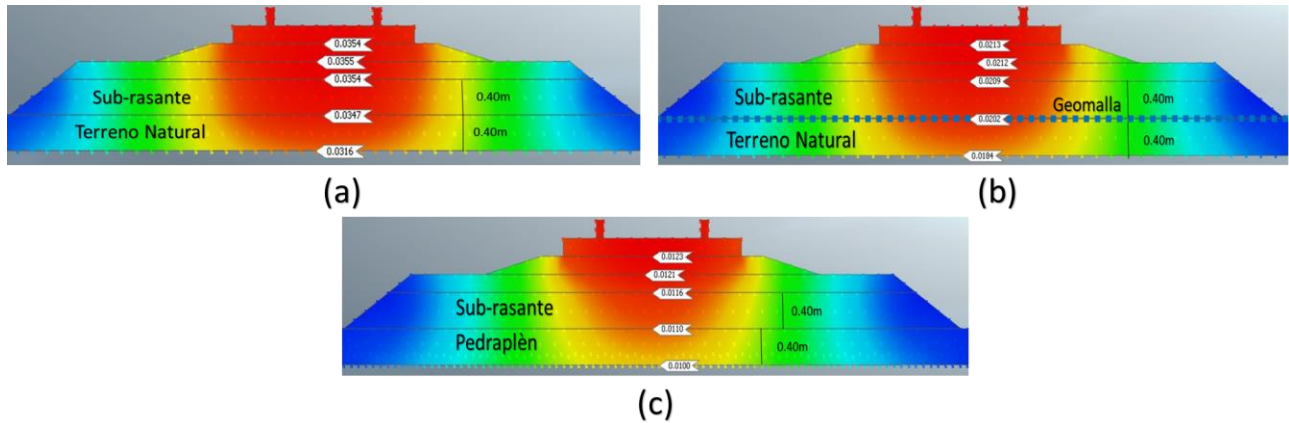 0.0354
0.0355
0.0354
Sub-rasante
0.40m
0.0347
Terreno Natural
0.40m
0.0316
(a)
0.0213
0.0212
0.0209
Sub-rasante
Geomalla
0.40m
0.0202
Terreno Natural
0.40m
0.0184
(b)
0.0123
0.0121
0.0116
Sub-rasante
0.40m
0.0110
Pedraplèn
0.40m
0.0100
(c)